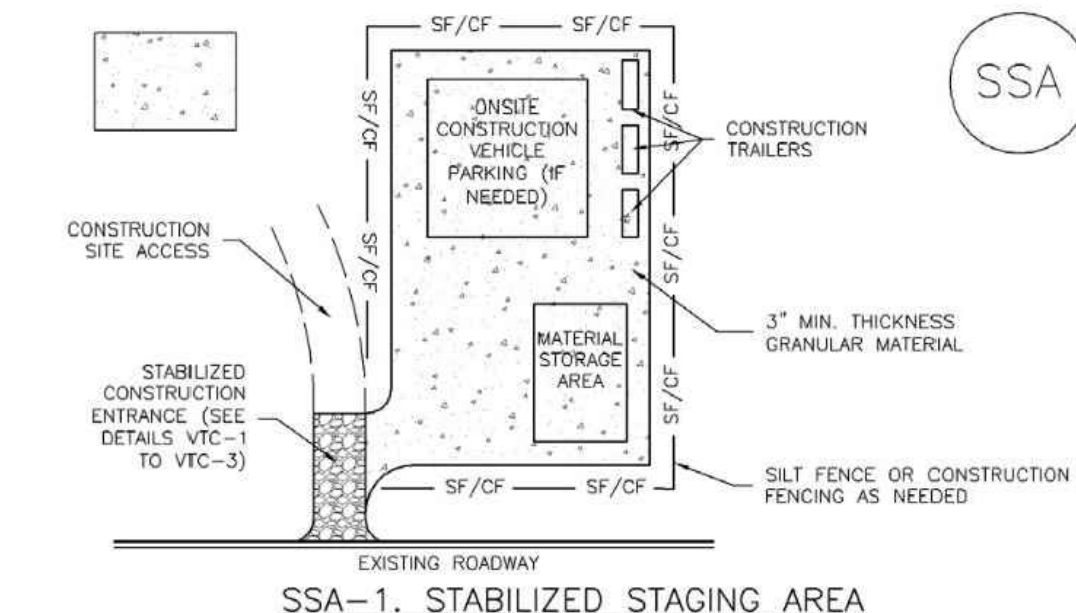 SF/CF
SF/CF
SSA
SF/CF
ONSITE
CONSTRUCTION
VEHICLE
PARKING (IF
NEEDED)
SF/CF
CONSTRUCTION
TRAILERS
CONSTRUCTION
SITE ACCESS
SF/CF
SF/CF
3" MIN. THICKNESS
GRANULAR MATERIAL
MATERIAL
STORAGE
AREA
STABILIZED
CONSTRUCTION
ENTRANCE (SEE
DETAILS VTC-1
TO VTC-3)
SF/CF
SF/CF
SF/CF
SILT FENCE OR CONSTRUCTION
FENCING AS NEEDED
EXISTING ROADWAY
SSA-1. STABILIZED STAGING AREA